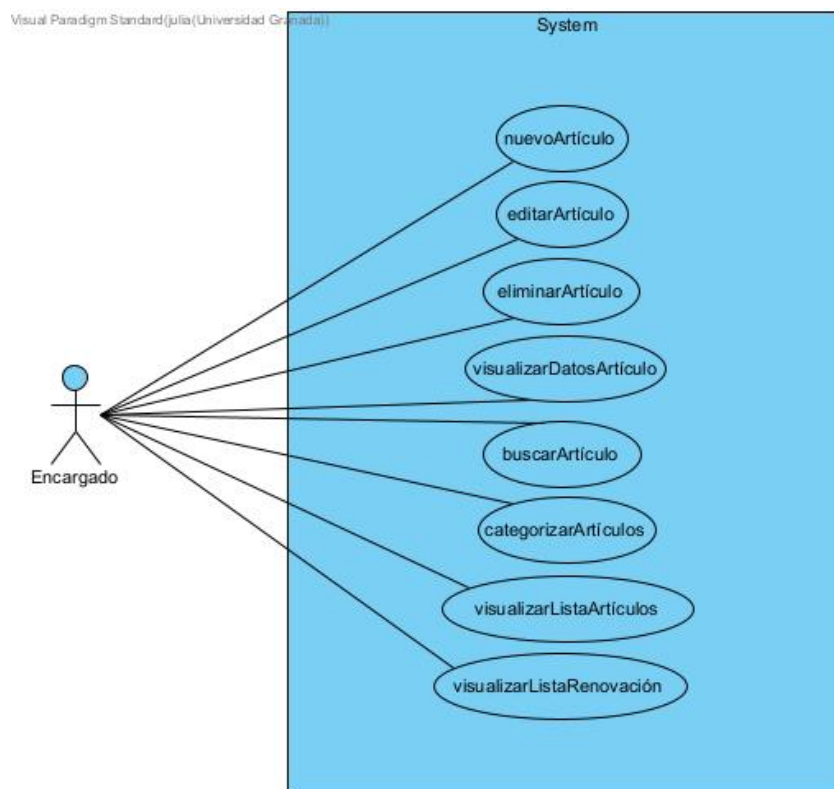 Visual Paradigm Standard(julia(Universidad Granada))
System
nuevoArtículo
editarArtículo
eliminarArtículo
visualizarDatosArtículo
buscarArtículo
Encargado
categorizarArtículos
visualizarListaArtículos
visualizarListaRenovación